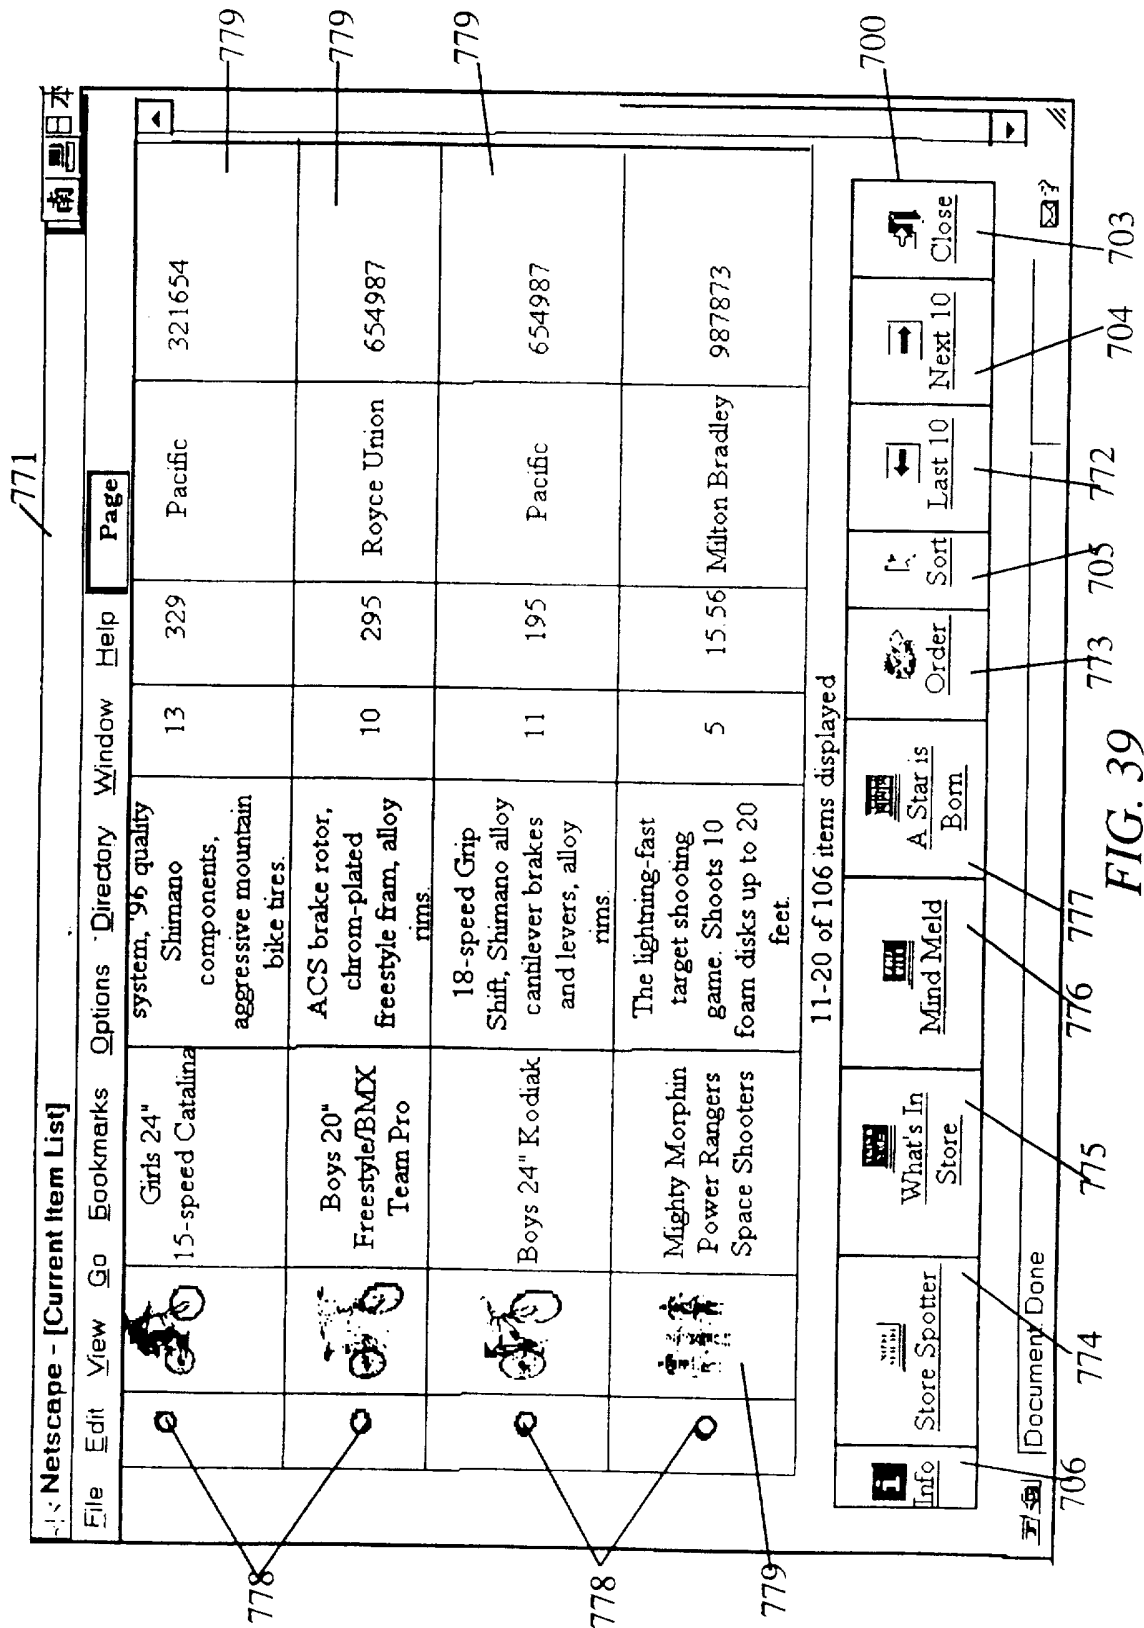 771
Netscape - [Current Item List]
南
日本
File Edit View Go Bookmarks Options Directory Window Help
Page
Girls 24"
15-speed Catalina
system, '96 quality
Shimano
components,
aggressive mountain
bike tires.
13
329
Pacific
321654
779
Boys 20"
Freestyle/BMX
Team Pro
ACS brake rotor,
chrom-plated
freestyle fram, alloy
rims.
10
295
Royce Union
654987
779
778
Boys 24" Kodiak
18-speed Grip
Shift, Shimano alloy
cantilever brakes
and levers, alloy
rims.
11
195
Pacific
654987
779
Mighty Morphin
Power Rangers
Space Shooters
The lightning-fast
target shooting
game. Shoots 10
foam disks up to 20
feet.
5
15.56
Milton Bradley
987873
778
779
11-20 of 106 items displayed
700
Info
Store Spotter
What's In
Store
Mind Meld
A Star is
Born
Order
Sort
Last 10
Next 10
Close
Document: Done
?
706
774
775
776
777
773
705
772
704
703
FIG. 39